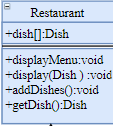 Restaurant
+dish[]:Dish
+displayMenu:void
+display(Dish ) :void
+addDishes():void
+getDish():Dish